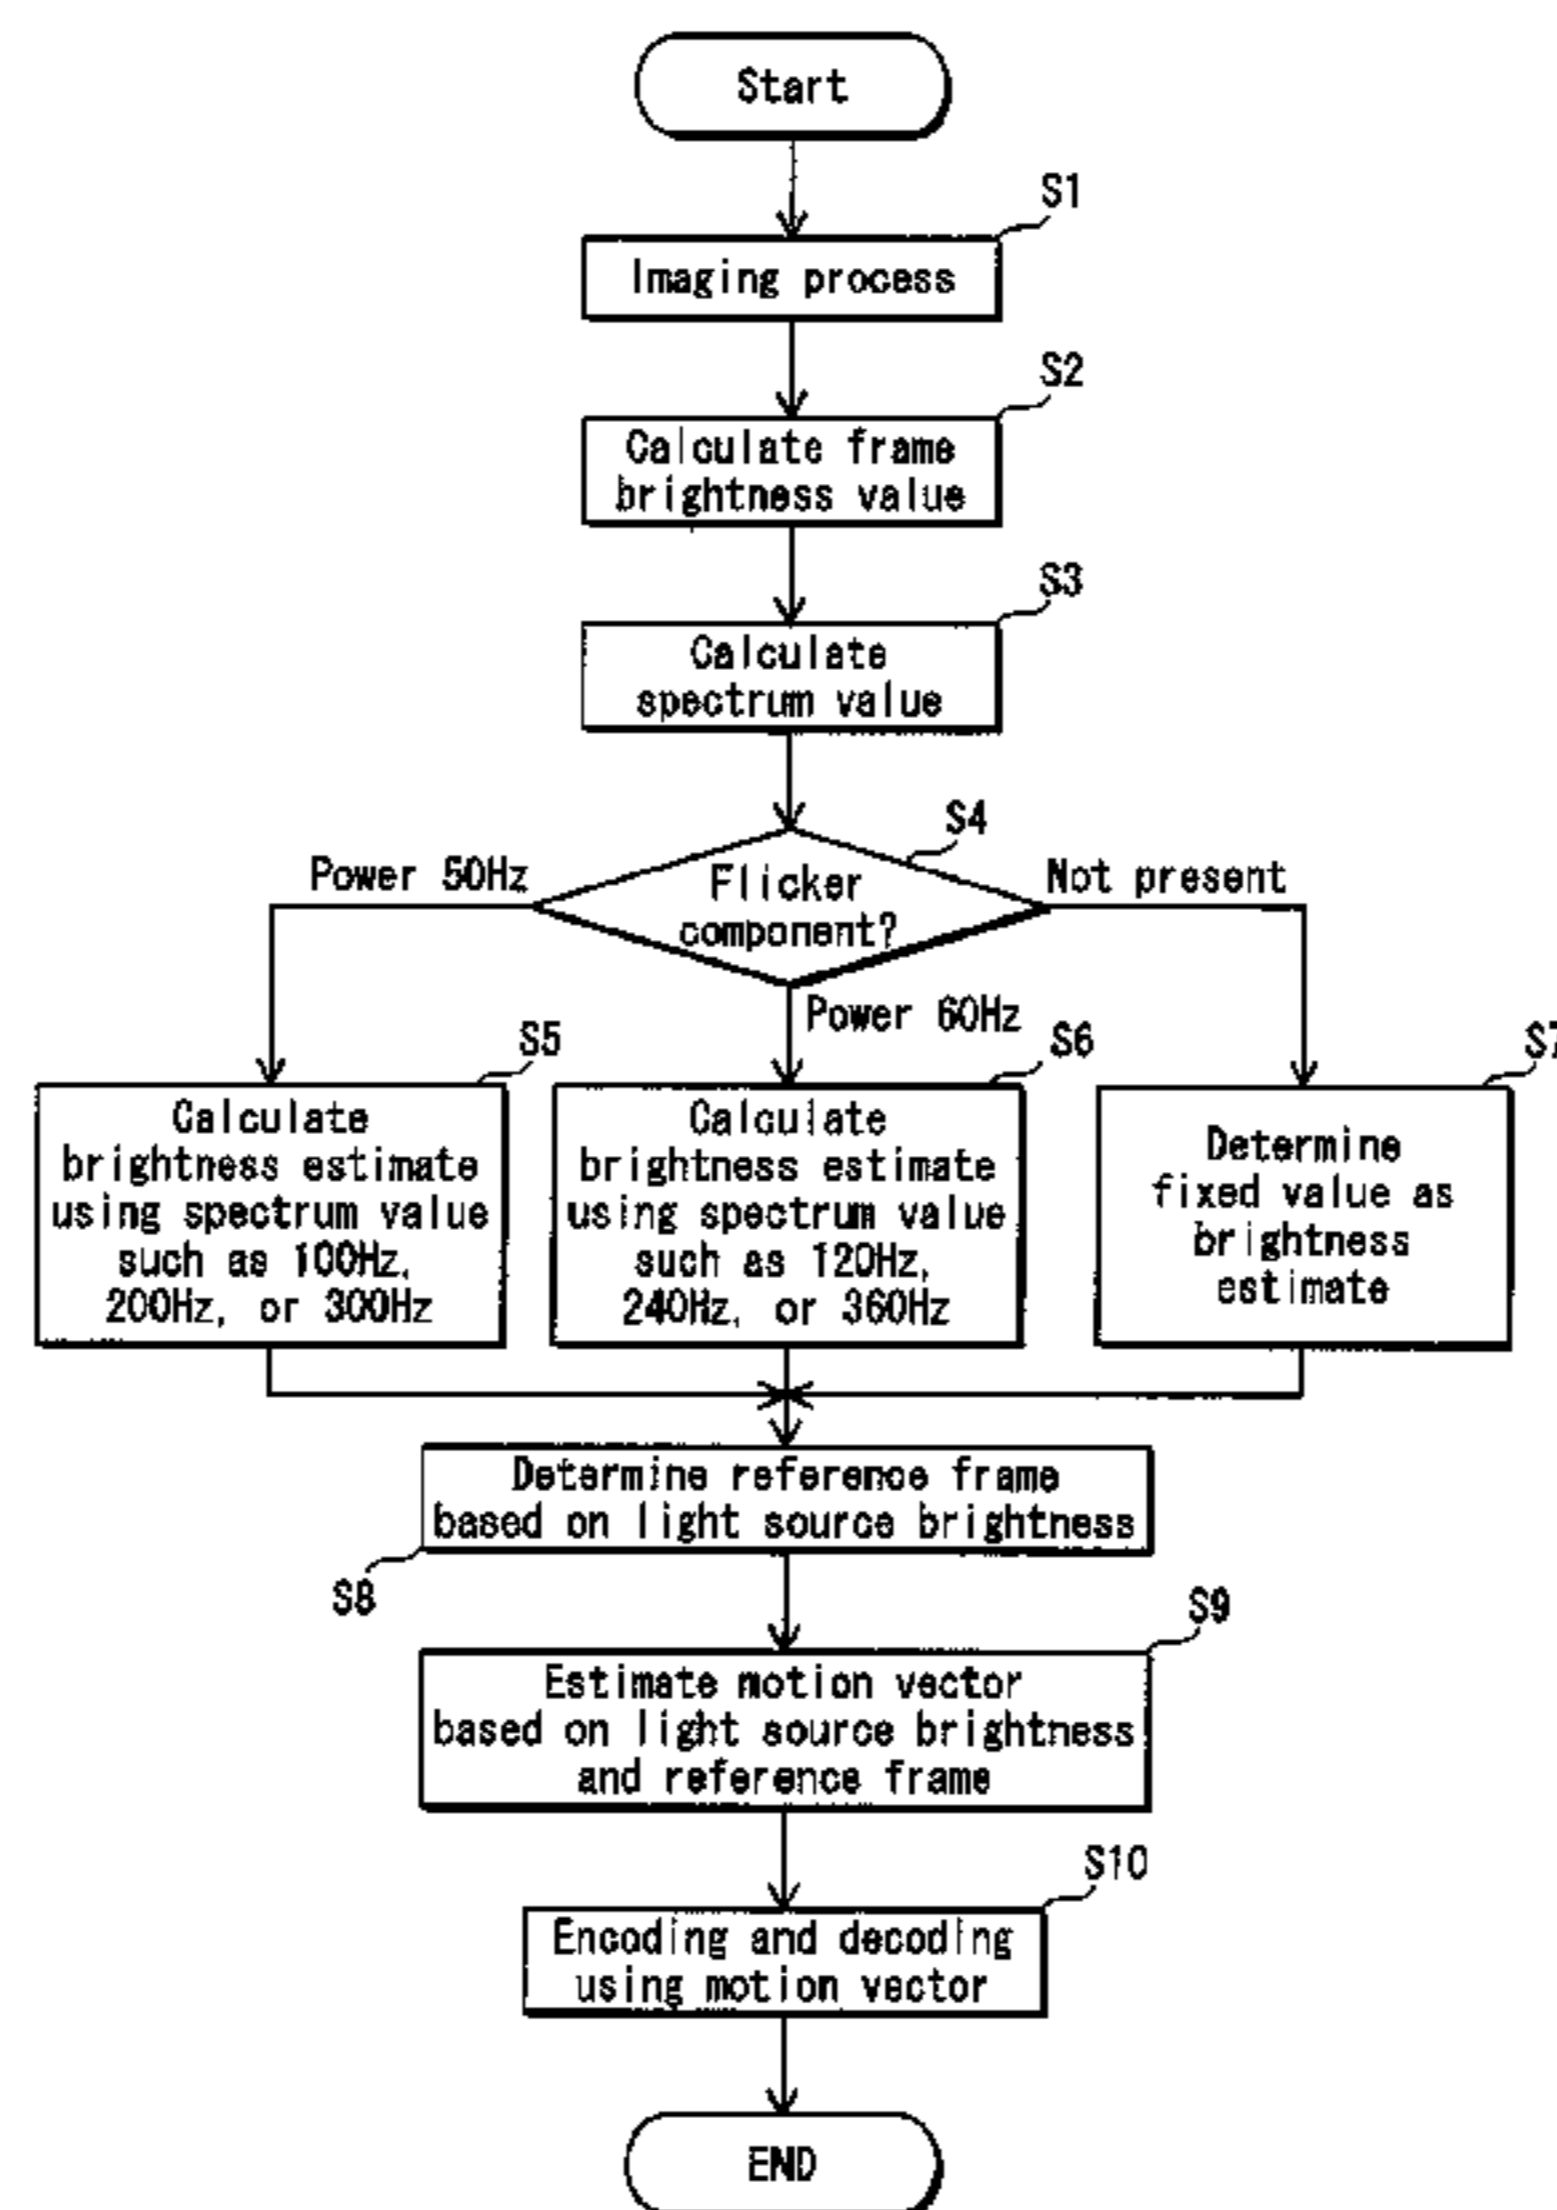 Start
S1
Imaging process
S2
Calculate frame
brightness value
S3
Calculate
spectrum value
S4
Power 50Hz
Flicker
component?
Not present
Power 60Hz
S5
Calculate
brightness estimate
using spectrum value
such as 100Hz,
200Hz, or 300Hz
S6
Calculate
brightness estimate
using spectrum value
such as 120Hz,
240Hz, or 360Hz
S7
Determine
fixed value as
brightness
estimate
Determine reference frame
based on light source brightness
S8
S9
Estimate motion vector
based on light source brightness
and reference frame
S10
Encoding and decoding
using motion vector
END